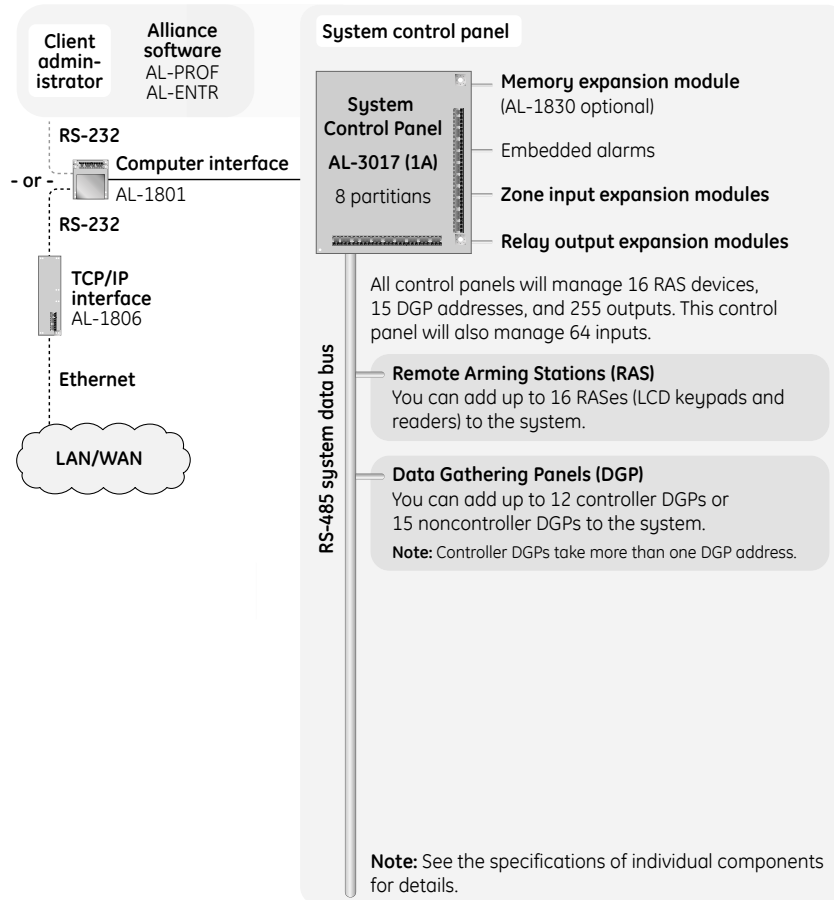 Client
admin-
istrator
Alliance
software
AL-PROF
AL-ENTR
RS-232
- or -
Computer interface
AL-1801
RS-232
TCP/IP
interface
AL-1806
Ethernet
LAN/WAN
System control panel
System
Control Panel
AL-3017 (1A)
8 partitians
Memory expansion module
(AL-1830 optional)
Embedded alarms
Zone input expansion modules
Relay output expansion modules
All control panels will manage 16 RAS devices,
15 DGP addresses, and 255 outputs. This control
panel will also manage 64 inputs.
RS-485 system data bus
Remote Arming Stations (RAS)
You can add up to 16 RASes (LCD keypads and
readers) to the system.
Data Gathering Panels (DGP)
You can add up to 12 controller DGPs or
15 noncontroller DGPs to the system.
Note: Controller DGPs take more than one DGP address.
Note: See the specifications of individual components
for details.